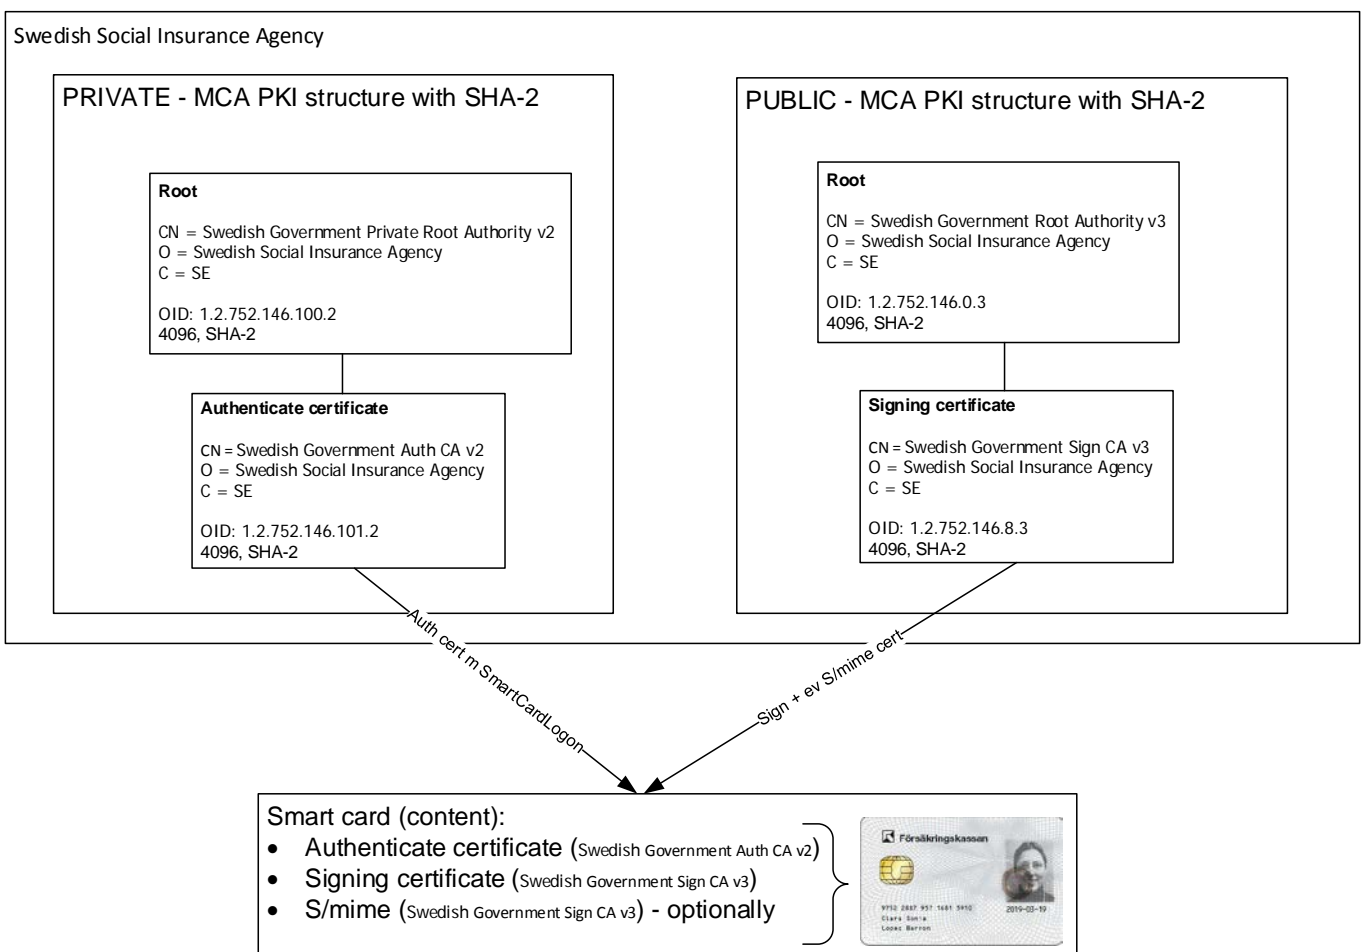 Swedish Social Insurance Agency
PRIVATE - MCA PKI structure with SHA-2
Root
CN = Swedish Government Private Root Authority v2
O = Swedish Social Insurance Agency
C = SE
OID: 1.2.752.146.100.2
4096, SHA-2
Authenticate certificate
CN = Swedish Government Auth CA v2
O = Swedish Social Insurance Agency
C = SE
OID: 1.2.752.146.101.2
4096, SHA-2
PUBLIC - MCA PKI structure with SHA-2
Root
CN = Swedish Government Root Authority v3
O = Swedish Social Insurance Agency
C = SE
OID: 1.2.752.146.0.3
4096, SHA-2
Signing certificate
CN = Swedish Government Sign CA v3
O = Swedish Social Insurance Agency
C = SE
OID: 1.2.752.146.8.3
4096, SHA-2
Auth cert m SmartCardLogon
Sign + ev S/mime cert
Smart card (content):
• Authenticate certificate (Swedish Government Auth CA v2)
• Signing certificate (Swedish Government Sign CA v3)
• S/mime (Swedish Government Sign CA v3) - optionally
Försäkringskassan
2019-03-19
Clara Sonia
Lopez Barron